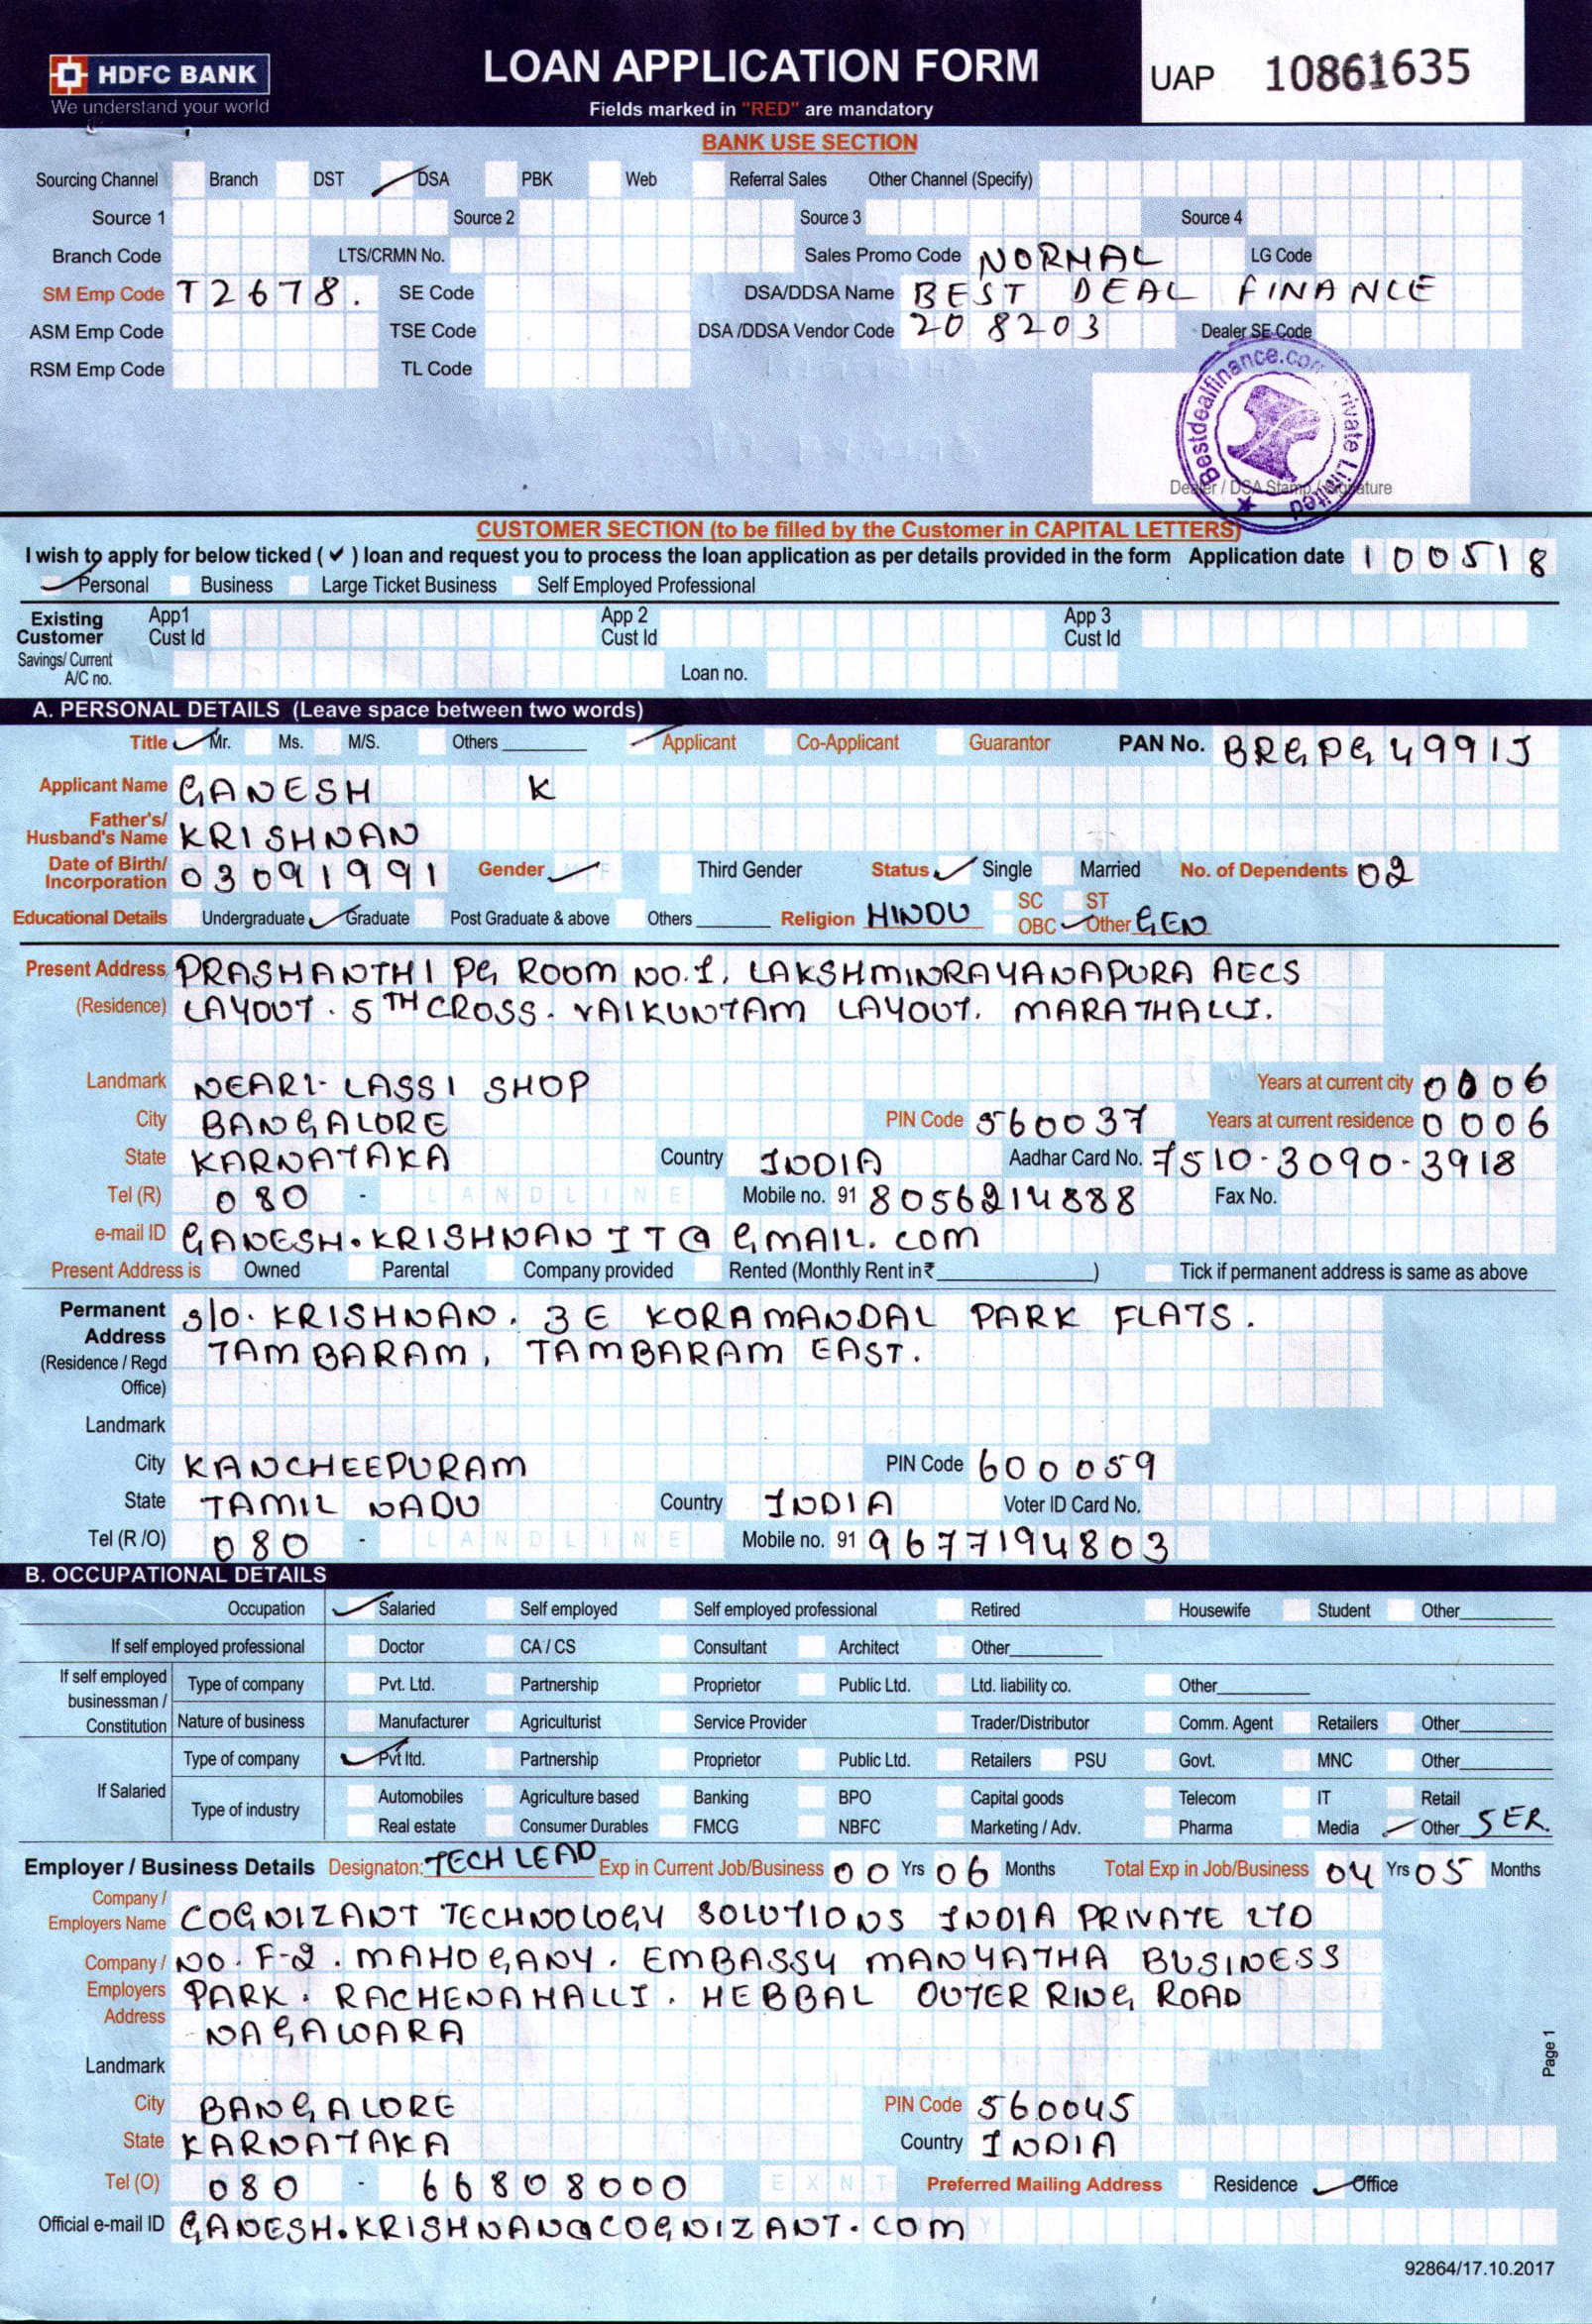 HDFC BANK
We understand your world
LOAN APPLICATION FORM
Fields marked in "RED" are mandatory
UAP 10861635
BANK USE SECTION
Sourcing Channel Branch DST DSA PBK Web Referral Sales Other Channel (Specify)
Source 1 Source 2 Source 3 Source 4
Branch Code LTS/CRMN No. Sales Promo Code NORMAL LG Code
SM Emp Code T2678. SE Code DSA/DDSA Name BEST DEAL FINANCE
ASM Emp Code TSE Code DSA /DDSA Vendor Code 208203 Dealer SE Code
RSM Emp Code TL Code
Bestdealfinance.com Private Limited
Dealer / DSA Stamp / Signature
CUSTOMER SECTION (to be filled by the Customer in CAPITAL LETTERS)
I wish to apply for below ticked ( ✔ ) loan and request you to process the loan application as per details provided in the form Application date 100518
Personal Business Large Ticket Business Self Employed Professional
Existing Customer App1 Cust Id App 2 Cust Id App 3 Cust Id
Savings/ Current A/C no. Loan no.
A. PERSONAL DETAILS (Leave space between two words)
Title Mr. Ms. M/S. Others Applicant Co-Applicant Guarantor PAN No. BRGPG4991J
Applicant Name GANESH K
Father's/ Husband's Name KRISHNAN
Date of Birth/ Incorporation 03091991 Gender F Third Gender Status Single Married No. of Dependents 02
Educational Details Undergraduate Graduate Post Graduate & above Others Religion HINDU SC ST OBC Other GEN
Present Address (Residence) PRASHANTHI PG ROOM NO.1, LAKSHMINRAYANAPURA AECS
LAYOUT. 5TH CROSS. VAIKUNTAM LAYOUT. MARATHALLI.
Landmark NEAR1- LASSI SHOP Years at current city 0006
City BANGALORE PIN Code 560037 Years at current residence 0006
State KARNATAKA Country INDIA Aadhar Card No. 7510-3090-3918
Tel (R) 080 - LANDLINE Mobile no. 91 8056214888 Fax No.
e-mail ID GANESH.KRISHNANIT@GMAIL.COM
Present Address is Owned Parental Company provided Rented (Monthly Rent in ₹ ) Tick if permanent address is same as above
Permanent Address (Residence / Regd Office) S/O. KRISHNAN. 3E KORAMANDAL PARK FLATS.
TAMBARAM, TAMBARAM EAST.
Landmark
City KANCHEEPURAM PIN Code 600059
State TAMIL NADU Country INDIA Voter ID Card No.
Tel (R /O) 080 - LANDLINE Mobile no. 91 9677194803
B. OCCUPATIONAL DETAILS
Occupation Salaried Self employed Self employed professional Retired Housewife Student Other
If self employed professional Doctor CA / CS Consultant Architect Other
If self employed businessman / Constitution Type of company Pvt. Ltd. Partnership Proprietor Public Ltd. Ltd. liability co. Other
Nature of business Manufacturer Agriculturist Service Provider Trader/Distributor Comm. Agent Retailers Other
If Salaried Type of company Pvt ltd. Partnership Proprietor Public Ltd. Retailers PSU Govt. MNC Other
Type of industry Automobiles Agriculture based Banking BPO Capital goods Telecom IT Retail
Real estate Consumer Durables FMCG NBFC Marketing / Adv. Pharma Media Other SER.
Employer / Business Details Designaton: TECH LEAD Exp in Current Job/Business 00 Yrs 06 Months Total Exp in Job/Business 04 Yrs 05 Months
Company / Employers Name COGNIZANT TECHNOLOGY SOLUTIONS INDIA PRIVATE LTD
Company / Employers Address NO. F-2. MAHOGANY. EMBASSY MANYATHA BUSINESS
PARK. RACHENAHALLI. HEBBAL OUTER RING ROAD
NAGAWARA
Landmark
City BANGALORE PIN Code 560045
State KARNATAKA Country INDIA
Tel (O) 080 - 66808000 EXNT Preferred Mailing Address Residence Office
Official e-mail ID GANESH.KRISHNAN@COGNIZANT.COM
Page 1
92864/17.10.2017